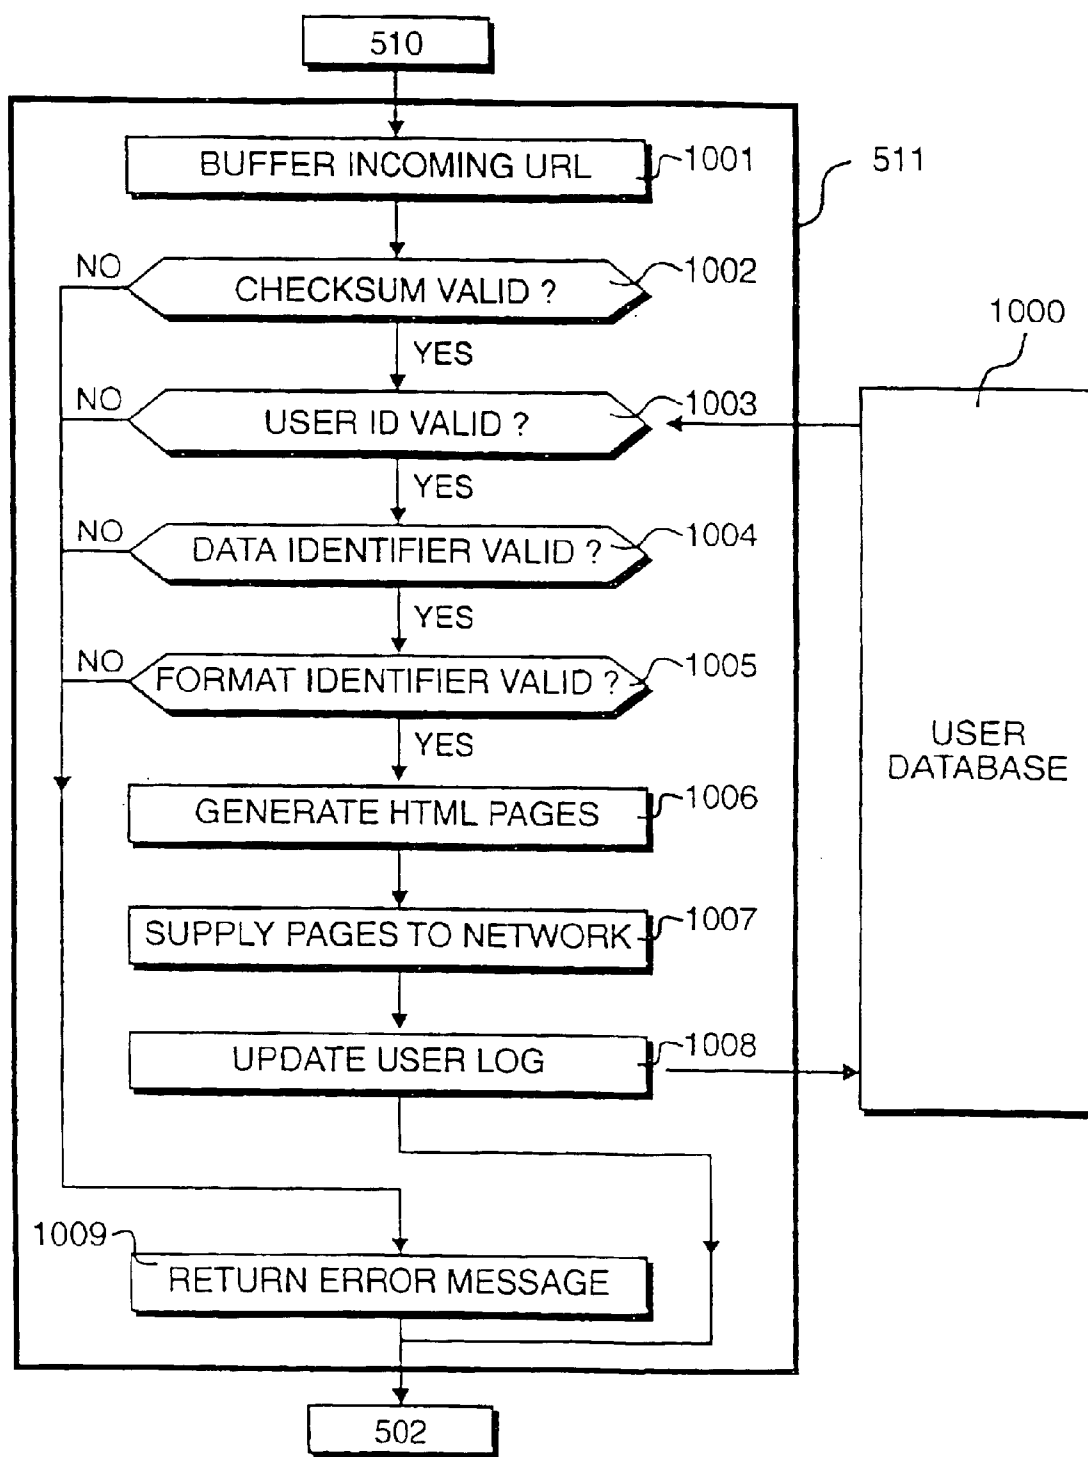 510
BUFFER INCOMING URL
1001
511
NO
CHECKSUM VALID ?
1002
YES
1000
NO
USER ID VALID ?
1003
YES
NO
DATA IDENTIFIER VALID ?
1004
YES
NO
FORMAT IDENTIFIER VALID ?
1005
YES
USER
DATABASE
GENERATE HTML PAGES
1006
SUPPLY PAGES TO NETWORK
1007
UPDATE USER LOG
1008
1009
RETURN ERROR MESSAGE
502